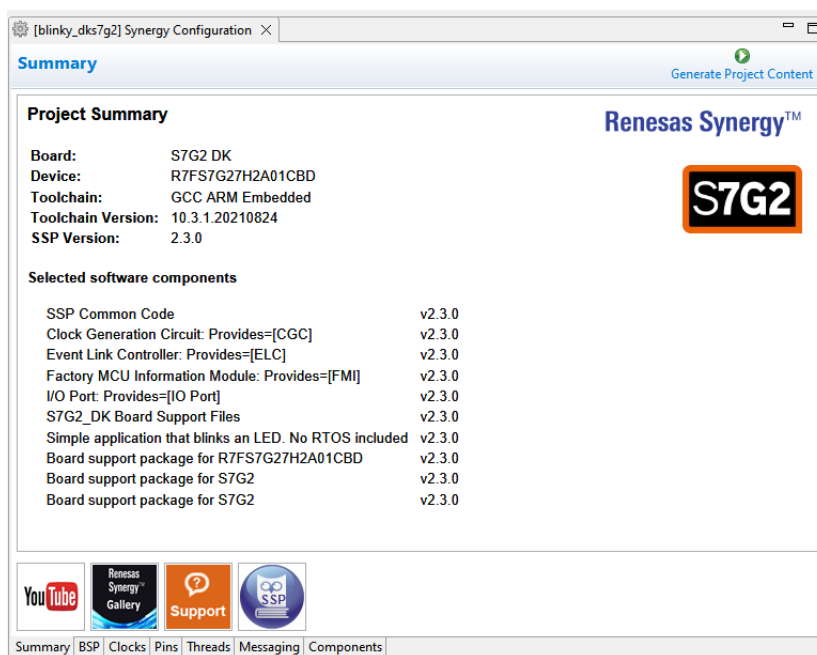 [blinky_dks7g2] Synergy Configuration
Summary
Generate Project Content
Project Summary
Renesas Synergy™
Board: S7G2 DK
Device: R7FS7G27H2A01CBD
Toolchain: GCC ARM Embedded
Toolchain Version: 10.3.1.20210824
SSP Version: 2.3.0
S7G2
Selected software components
SSP Common Code v2.3.0
Clock Generation Circuit: Provides=[CGC] v2.3.0
Event Link Controller: Provides=[ELC] v2.3.0
Factory MCU Information Module: Provides=[FMI] v2.3.0
I/O Port: Provides=[IO Port] v2.3.0
S7G2_DK Board Support Files v2.3.0
Simple application that blinks an LED. No RTOS included v2.3.0
Board support package for R7FS7G27H2A01CBD v2.3.0
Board support package for S7G2 v2.3.0
Board support package for S7G2 v2.3.0
YouTube
Renesas
Synergy™
Gallery
Support
SSP
Summary BSP Clocks Pins Threads Messaging Components